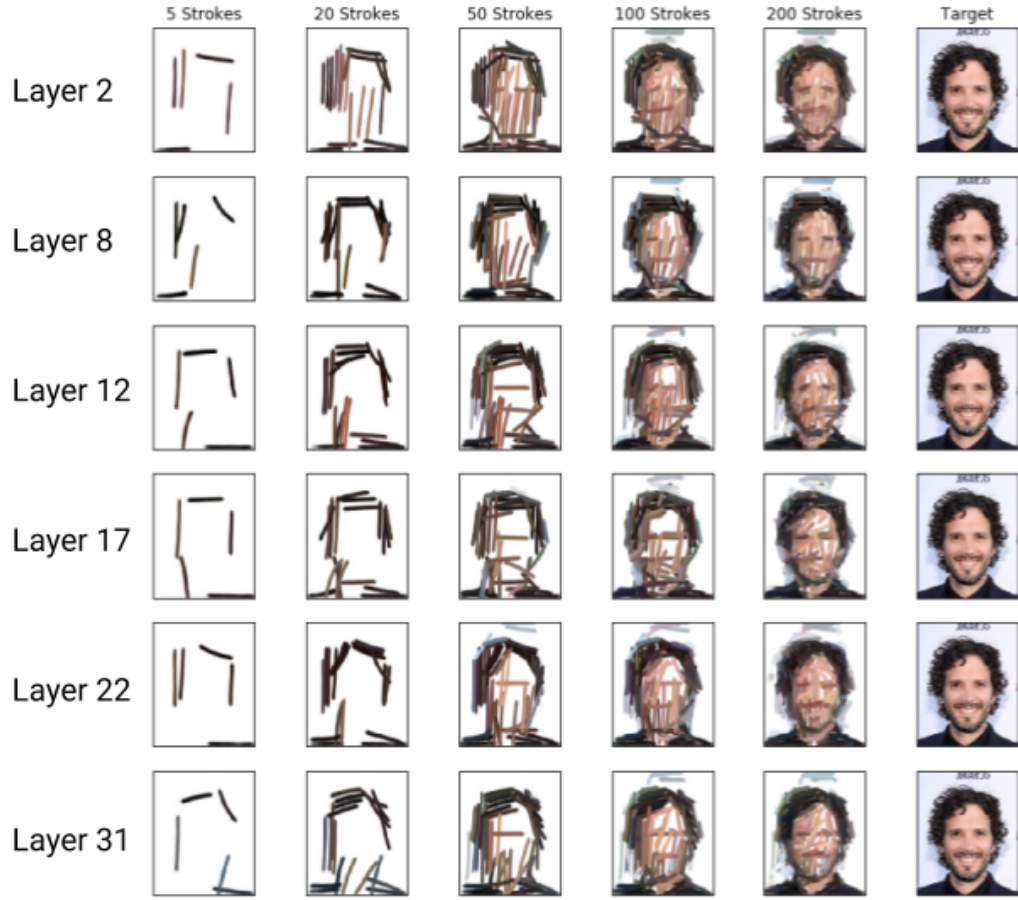 5 Strokes 20 Strokes 50 Strokes 100 Strokes 200 Strokes Target
Layer 2
Layer 8
Layer 12
Layer 17
Layer 22
Layer 31